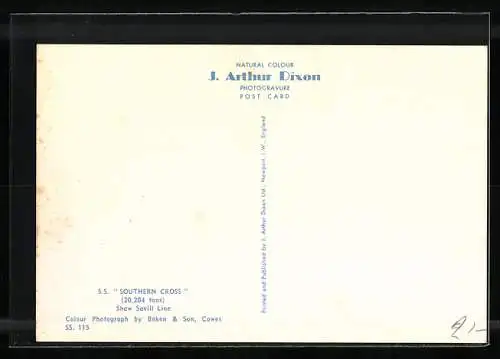 NATURAL COLOUR
J. Arthur Dixon
PHOTOGRAVURE
POST CARD
Printed and Published by J. Arthur Dixon Ltd., Newport, I.W., England
S.S. "SOUTHERN CROSS"
(20,204 tons)
Shaw Savill Line
Colour Photograph by Beken & Son, Cowes
SS. 115